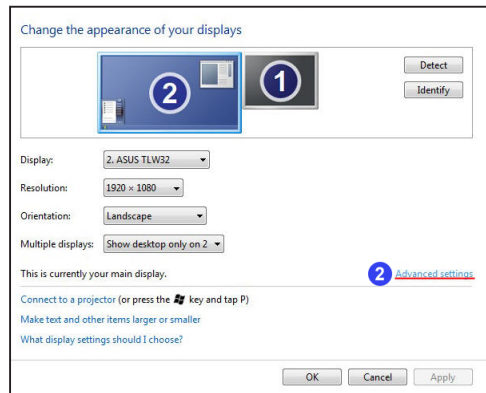 Change the appearance of your displays
2
1
Detect
Identify
Display: 2. ASUS TLW32
Resolution: 1920 × 1080
Orientation: Landscape
Multiple displays: Show desktop only on 2
This is currently your main display. 2 Advanced settings
Connect to a projector (or press the key and tap P)
Make text and other items larger or smaller
What display settings should I choose?
OK Cancel Apply